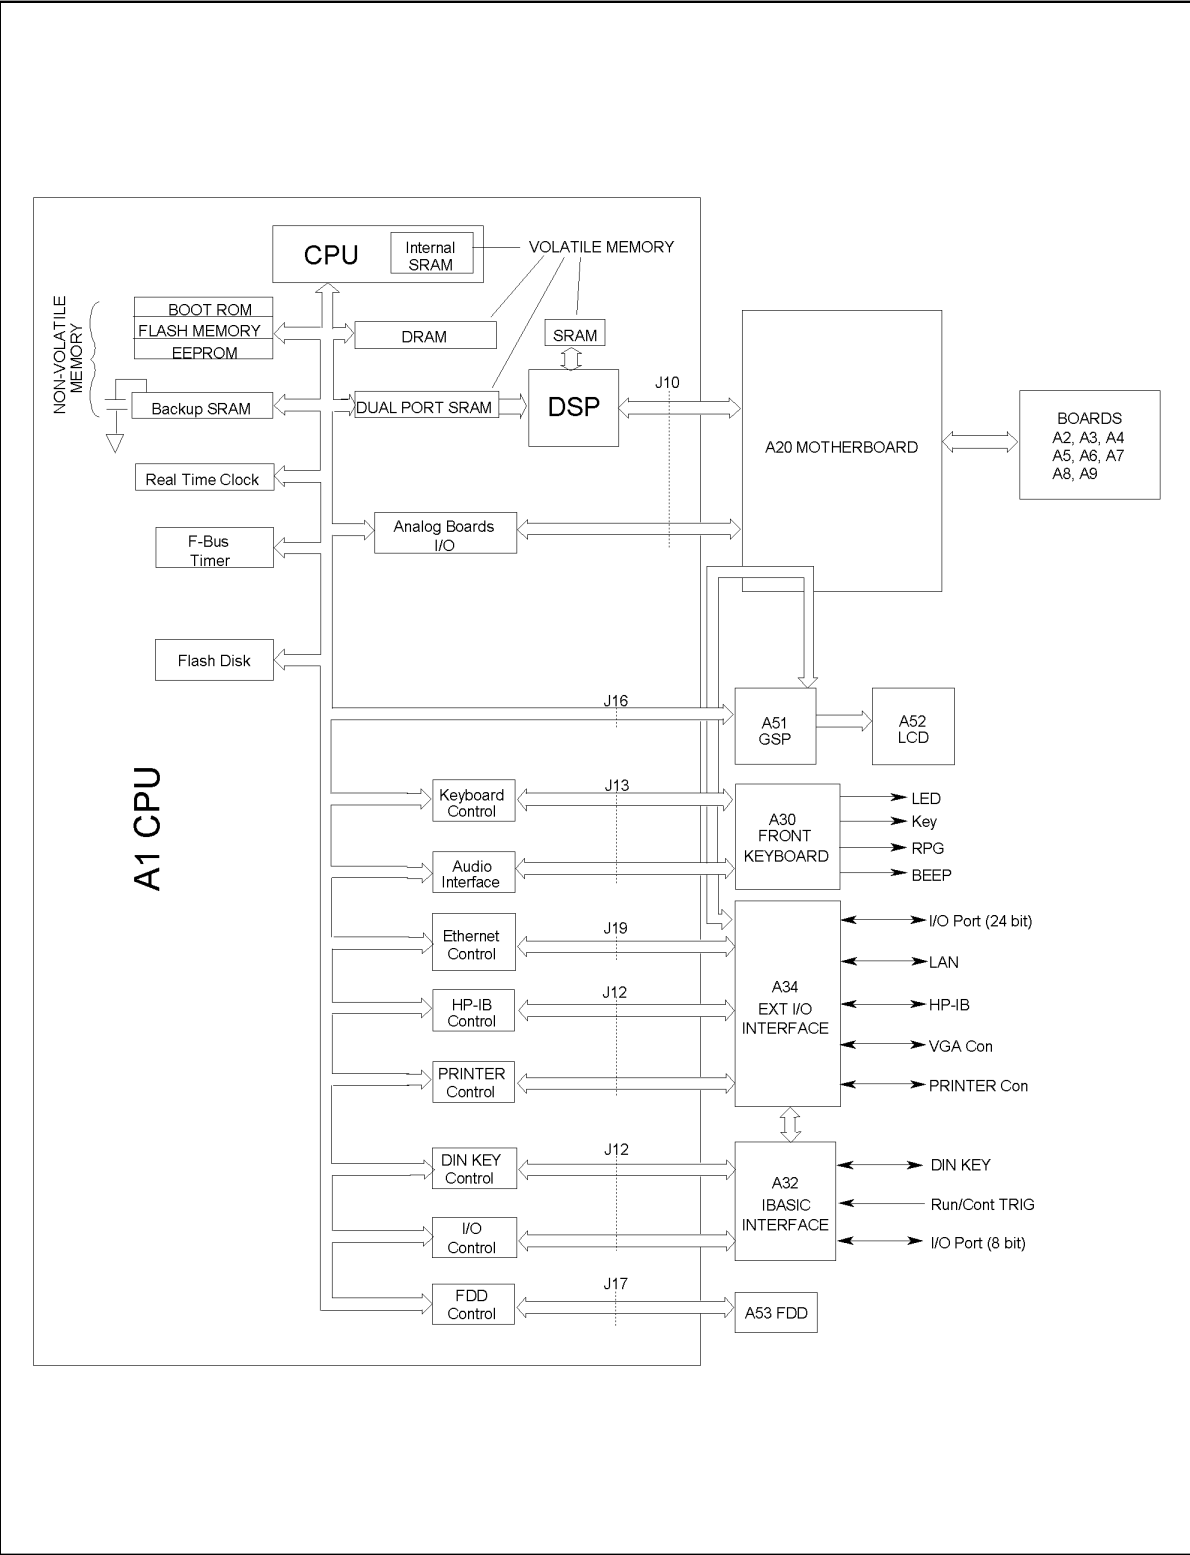 CPU
Internal
SRAM
VOLATILE MEMORY
NON-VOLATILE
MEMORY
BOOT ROM
FLASH MEMORY
EEPROM
DRAM
SRAM
Backup SRAM
DUAL PORT SRAM
DSP
J10
A20 MOTHERBOARD
BOARDS
A2, A3, A4
A5, A6, A7
A8, A9
Real Time Clock
F-Bus
Timer
Analog Boards
I/O
Flash Disk
A1 CPU
J16
A51
GSP
A52
LCD
Keyboard
Control
J13
A30
FRONT
KEYBOARD
LED
Key
RPG
BEEP
Audio
Interface
Ethernet
Control
J19
HP-IB
Control
J12
PRINTER
Control
A34
EXT I/O
INTERFACE
I/O Port (24 bit)
LAN
HP-IB
VGA Con
PRINTER Con
DIN KEY
Control
J12
I/O
Control
A32
IBASIC
INTERFACE
DIN KEY
Run/Cont TRIG
I/O Port (8 bit)
FDD
Control
J17
A53 FDD